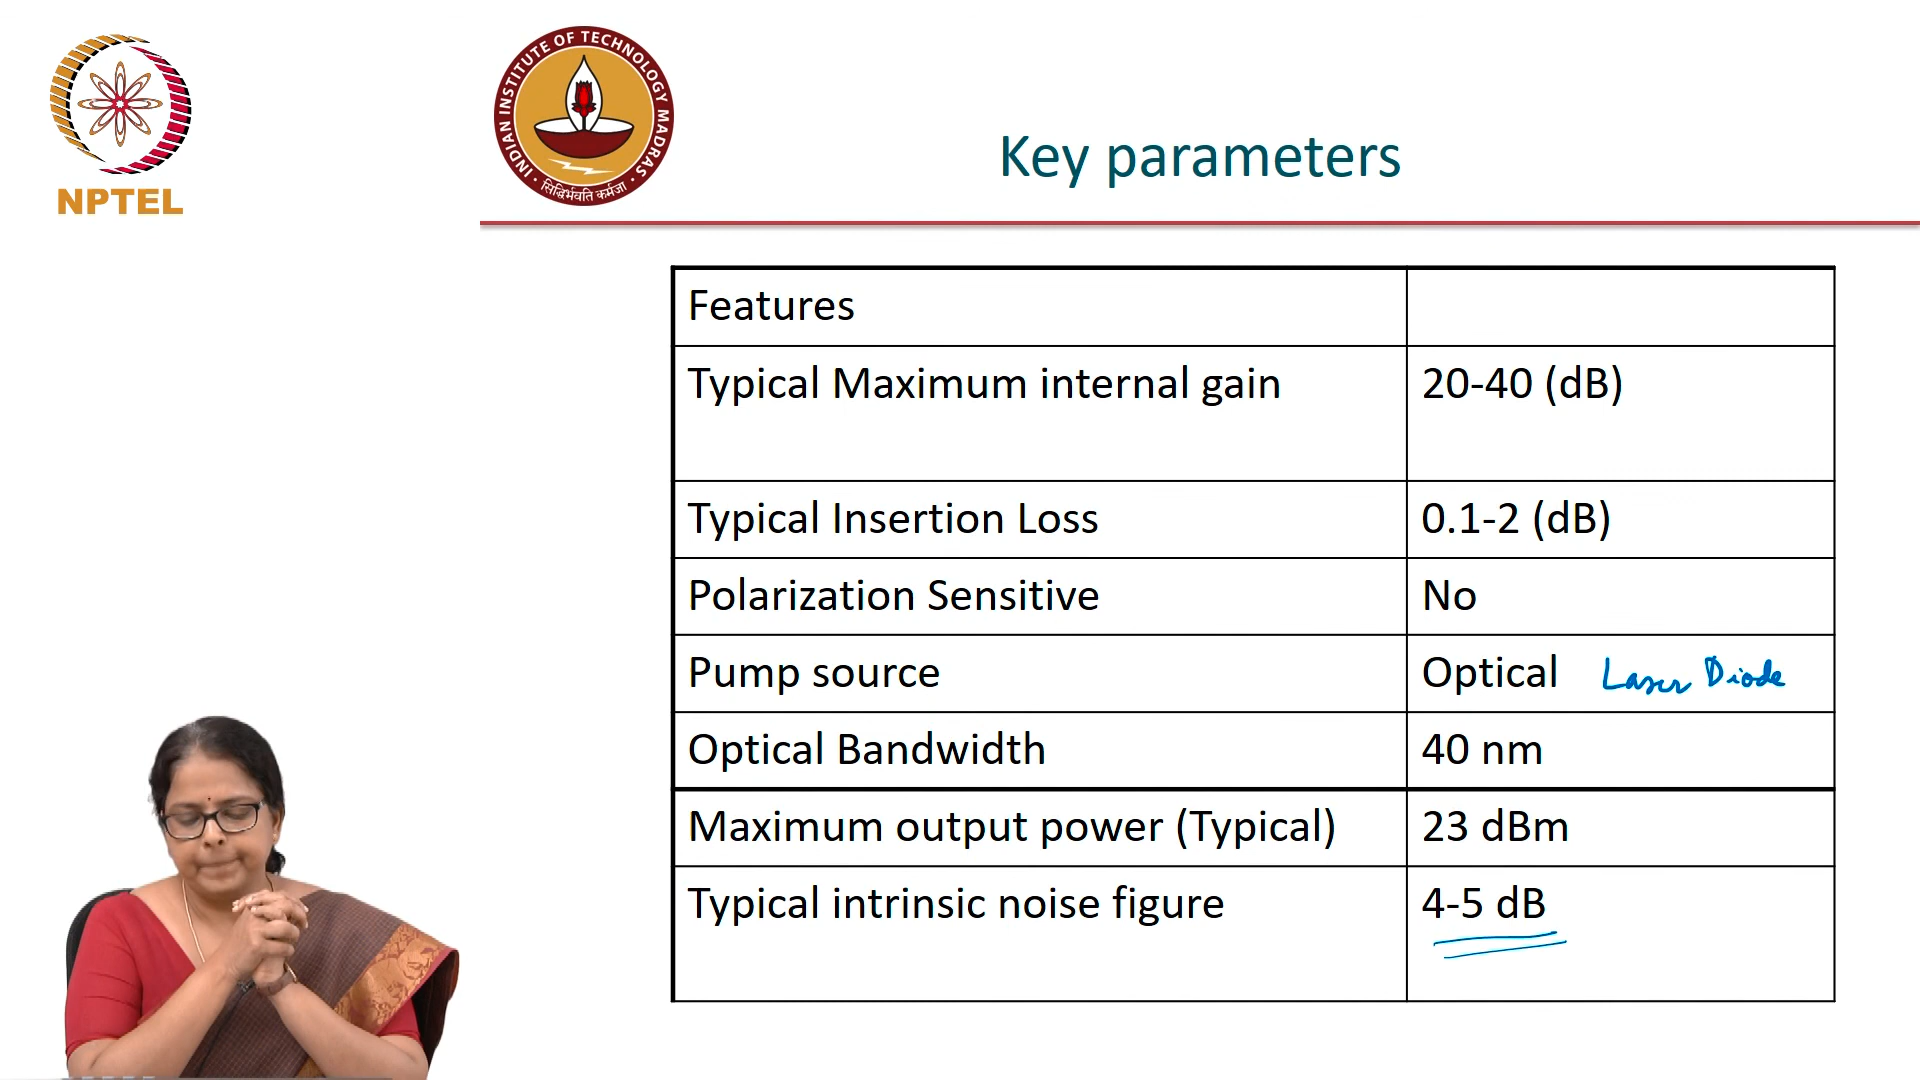 NPTEL
INDIAN INSTITUTE OF TECHNOLOGY MADRAS
सिद्धिर्भवति कर्मजा
Key parameters
Features
Typical Maximum internal gain 20-40 (dB)
Typical Insertion Loss 0.1-2 (dB)
Polarization Sensitive No
Pump source Optical Laser Diode
Optical Bandwidth 40 nm
Maximum output power (Typical) 23 dBm
Typical intrinsic noise figure 4-5 dB